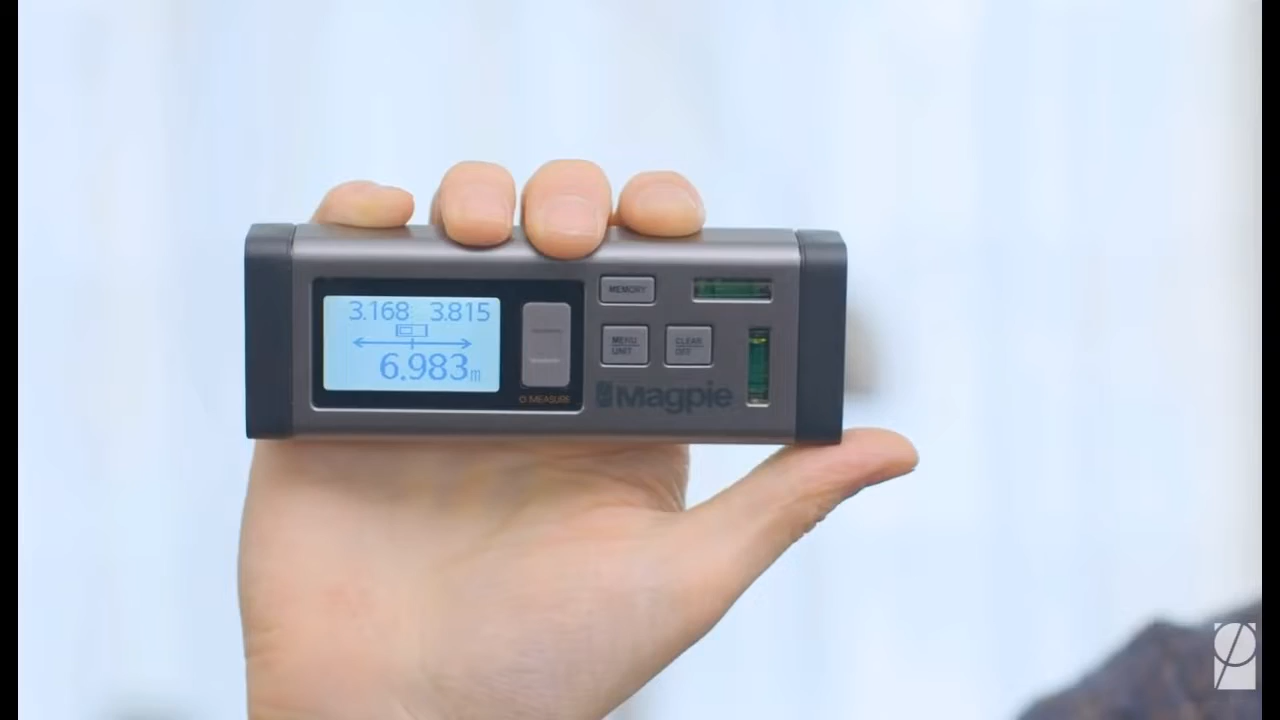 3.168 3.815
6.983m
MEMORY
MENU
UNIT
CLEAR
OFF
MEASURE
Magpie